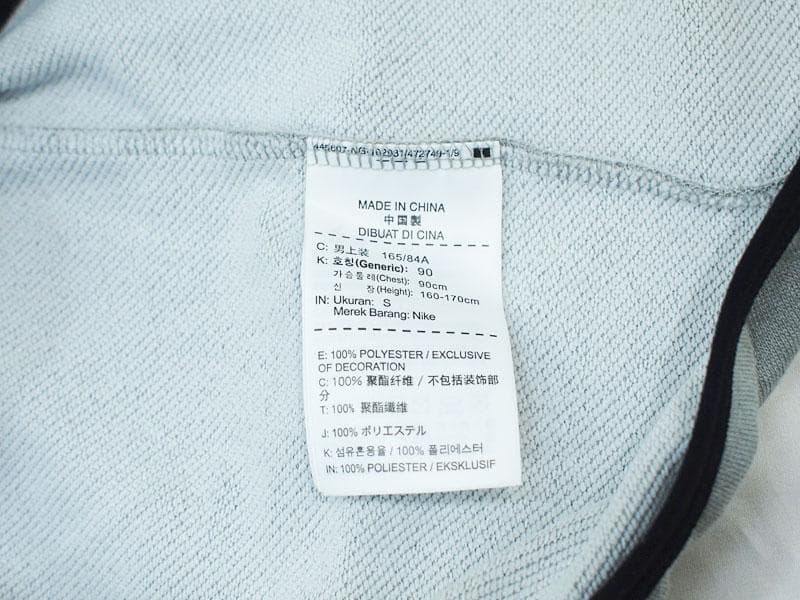 MADE IN CHINA
中国製
DIBUAT DI CINA
C: 男上装 165/84A
K: 호칭(Generic): 90
가슴둘레(Chest): 90cm
신 장(Height): 160-170cm
IN: Ukuran: S
Merek Barang: Nike
E: 100% POLYESTER / EXCLUSIVE
OF DECORATION
C: 100% 聚酯纤维 / 不包括装饰部
分
T: 100% 聚酯纖維
J: 100% ポリエステル
K: 섬유혼용율 / 100% 폴리에스터
IN: 100% POLIESTER / EKSKLUSIF